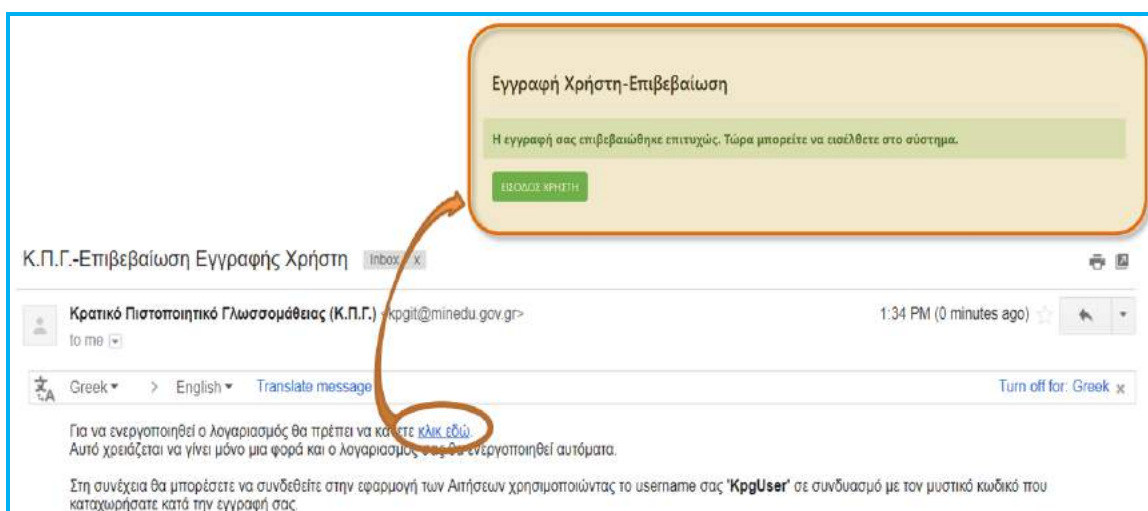 Εγγραφή Χρήστη-Επιβεβαίωση
Η εγγραφή σας επιβεβαιώθηκε επιτυχώς. Τώρα μπορείτε να εισέλθετε στο σύστημα.
ΕΙΣΟΔΟΣ ΧΡΗΣΤΗ
Κ.Π.Γ.-Επιβεβαίωση Εγγραφής Χρήστη Inbox x
Κρατικό Πιστοποιητικό Γλωσσομάθειας (Κ.Π.Γ.) <kpgit@minedu.gov.gr> 1:34 PM (0 minutes ago)
to me
Greek > English Translate message Turn off for: Greek x
Για να ενεργοποιηθεί ο λογαριασμός θα πρέπει να κάνετε κλικ εδώ.
Αυτό χρειάζεται να γίνει μόνο μια φορά και ο λογαριασμός σας θα ενεργοποιηθεί αυτόματα.
Στη συνέχεια θα μπορέσετε να συνδεθείτε στην εφαρμογή των Αιτήσεων χρησιμοποιώντας το username σας 'KpgUser' σε συνδυασμό με τον μυστικό κωδικό που
καταχωρήσατε κατά την εγγραφή σας.